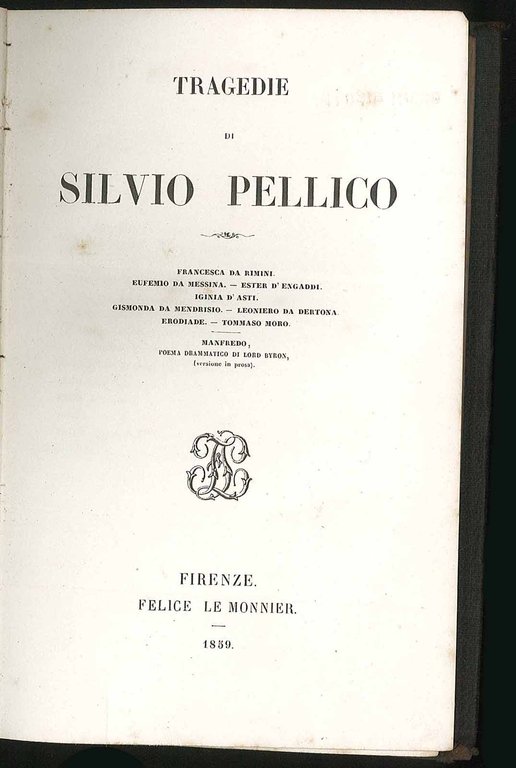 TRAGEDIE
DI
SILVIO PELLICO
FRANCESCA DA RIMINI.
EUFEMIO DA MESSINA. — ESTER D' ENGADDI.
IGINIA D' ASTI.
GISMONDA DA MENDRISIO. — LEONIERO DA DERTONA.
ERODIADE. — TOMMASO MORO.
MANFREDO,
POEMA DRAMMATICO DI LORD BYRON,
(versione in prosa).
FIRENZE.
FELICE LE MONNIER.
1859.